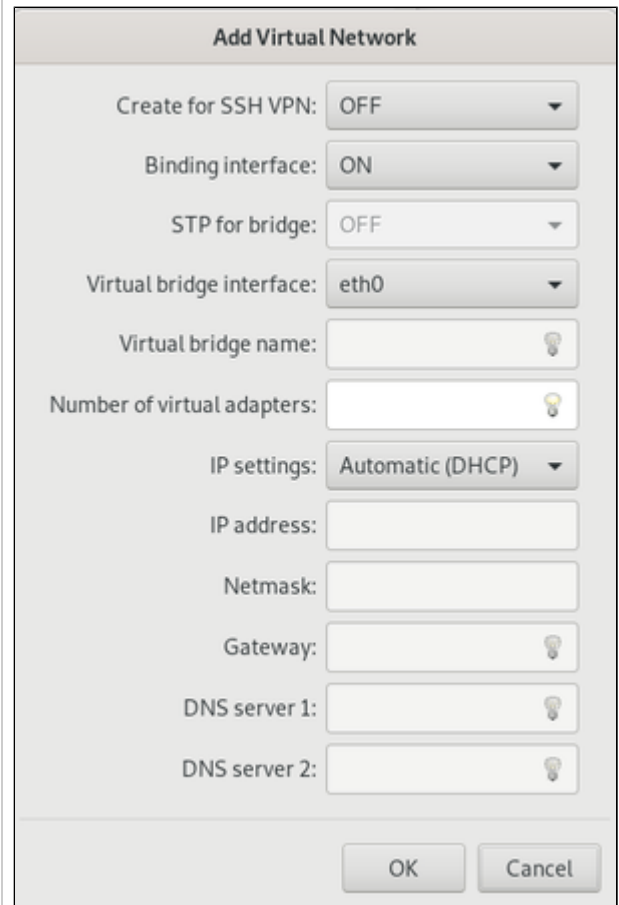 Add Virtual Network
Create for SSH VPN: OFF
Binding interface: ON
STP for bridge: OFF
Virtual bridge interface: eth0
Virtual bridge name:
Number of virtual adapters:
IP settings: Automatic (DHCP)
IP address:
Netmask:
Gateway:
DNS server 1:
DNS server 2:
OK Cancel